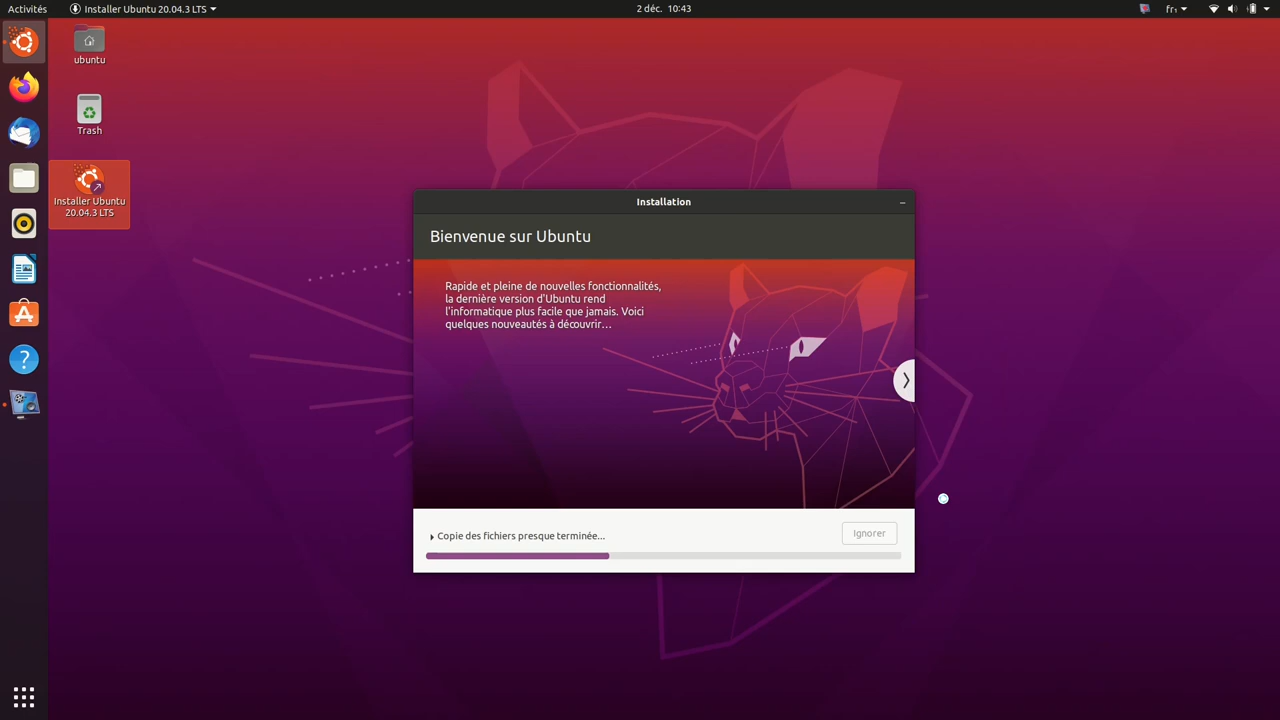 Activités
Installer Ubuntu 20.04.3 LTS
2 déc.  10:43
fr₁
ubuntu
Trash
Installer Ubuntu
20.04.3 LTS
Installation
Bienvenue sur Ubuntu
Rapide et pleine de nouvelles fonctionnalités,
la dernière version d'Ubuntu rend
l'informatique plus facile que jamais. Voici
quelques nouveautés à découvrir…
Copie des fichiers presque terminée...
Ignorer